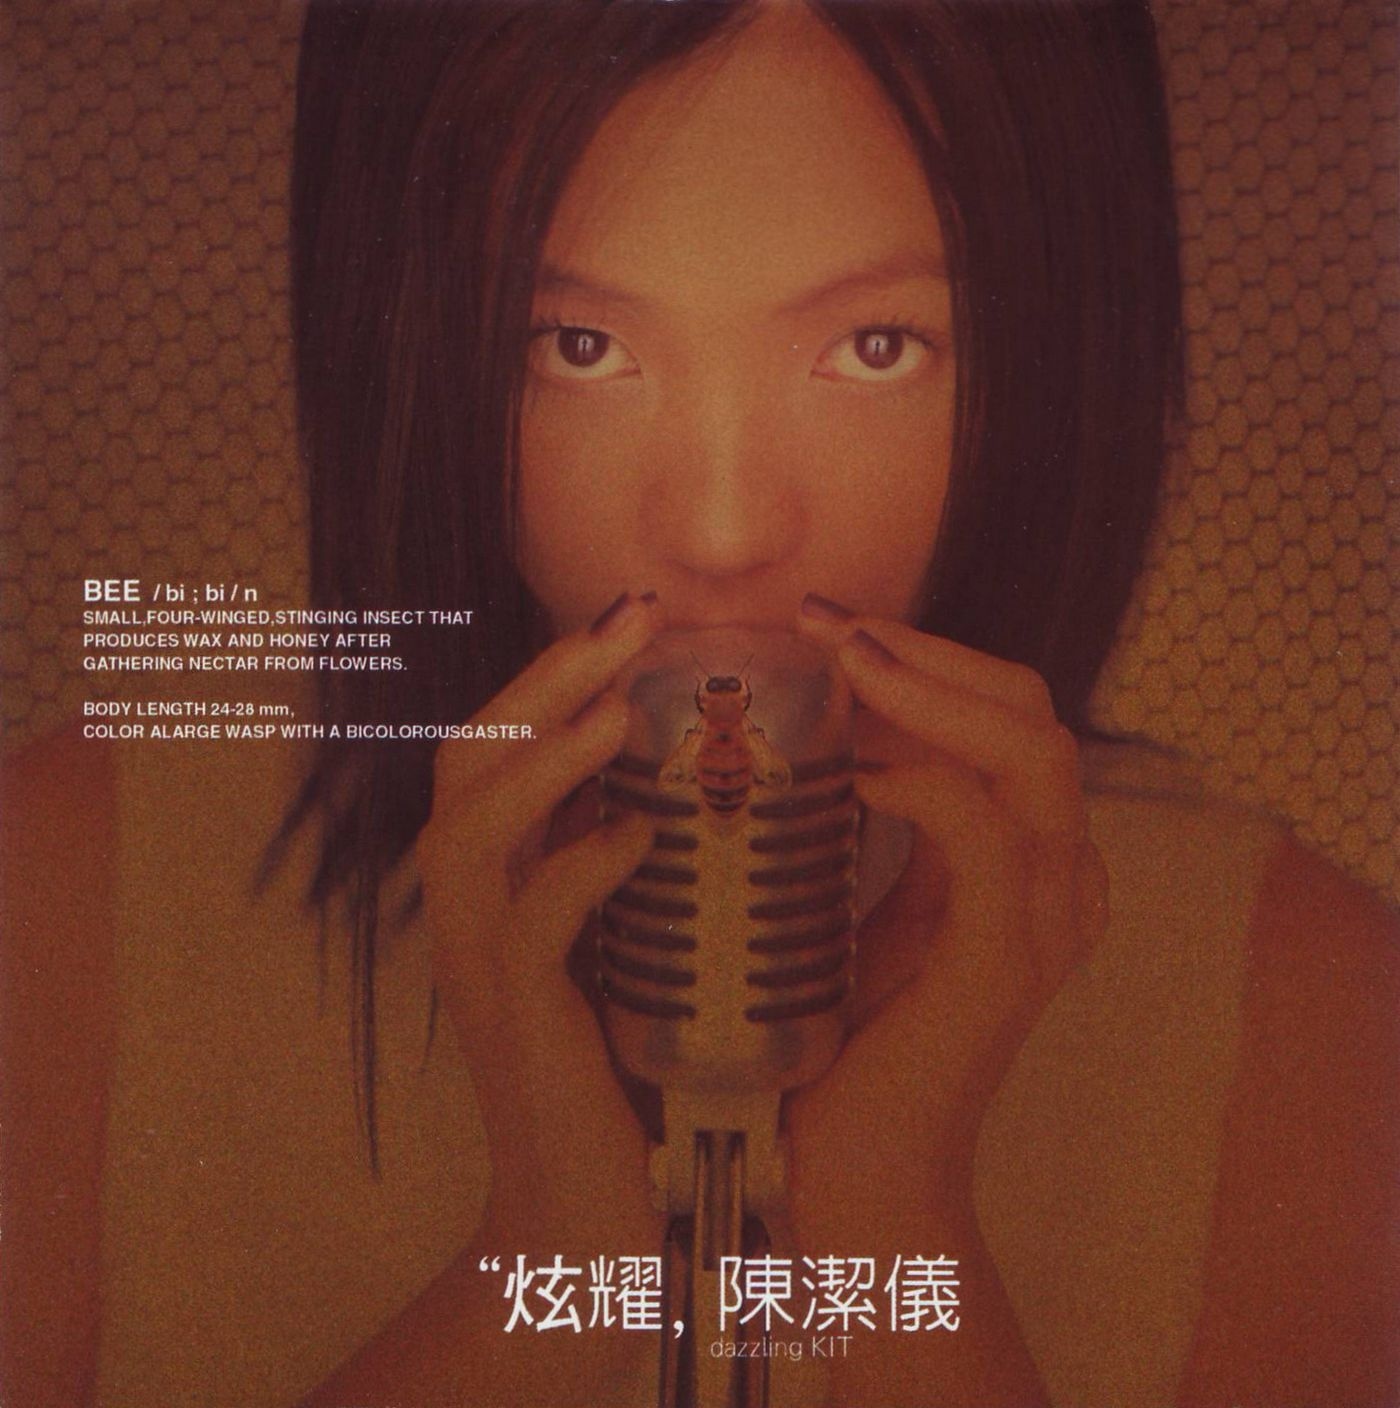 BEE /bi ; bi / n
SMALL,FOUR-WINGED,STINGING INSECT THAT
PRODUCES WAX AND HONEY AFTER
GATHERING NECTAR FROM FLOWERS.
BODY LENGTH 24-28 mm,
COLOR ALARGE WASP WITH A BICOLOROUSGASTER.
“炫耀, 陳潔儀
dazzling KIT